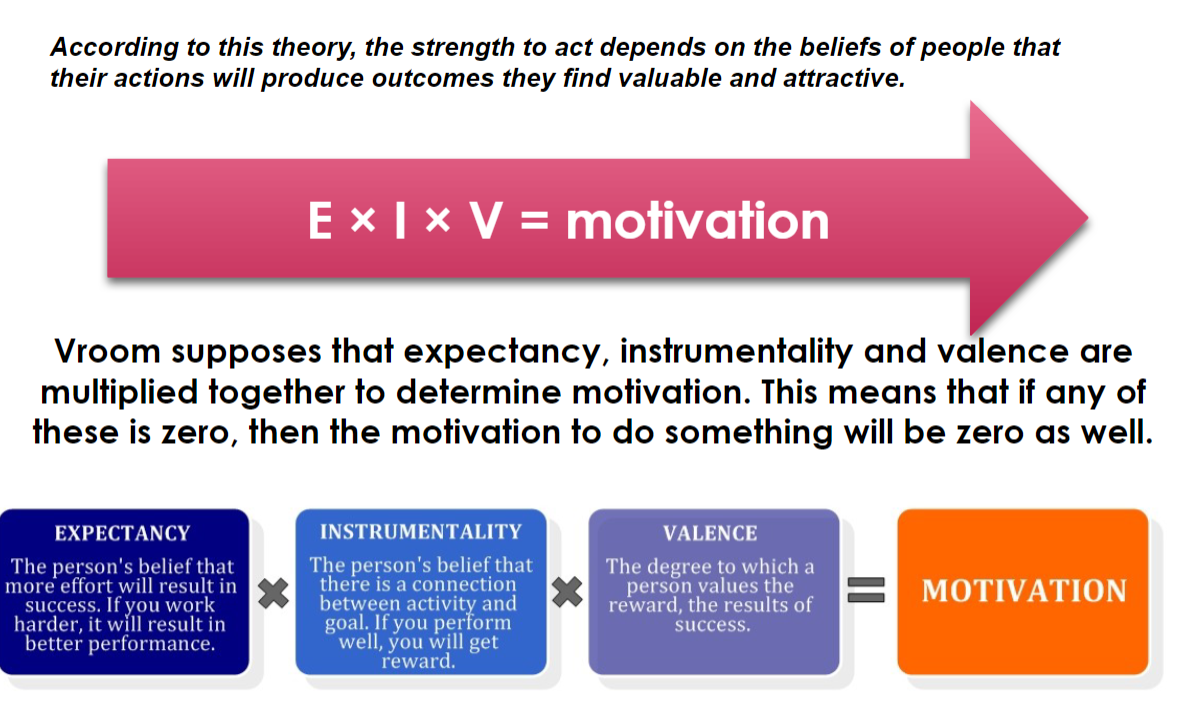 According to this theory, the strength to act depends on the beliefs of people that
their actions will produce outcomes they find valuable and attractive.
E × I × V = motivation
Vroom supposes that expectancy, instrumentality and valence are
multiplied together to determine motivation. This means that if any of
these is zero, then the motivation to do something will be zero as well.
EXPECTANCY
The person's belief that
more effort will result in
success. If you work
harder, it will result in
better performance.
×
INSTRUMENTALITY
The person's belief that
there is a connection
between activity and
goal. If you perform
well, you will get
reward.
×
VALENCE
The degree to which a
person values the
reward, the results of
success.
=
MOTIVATION